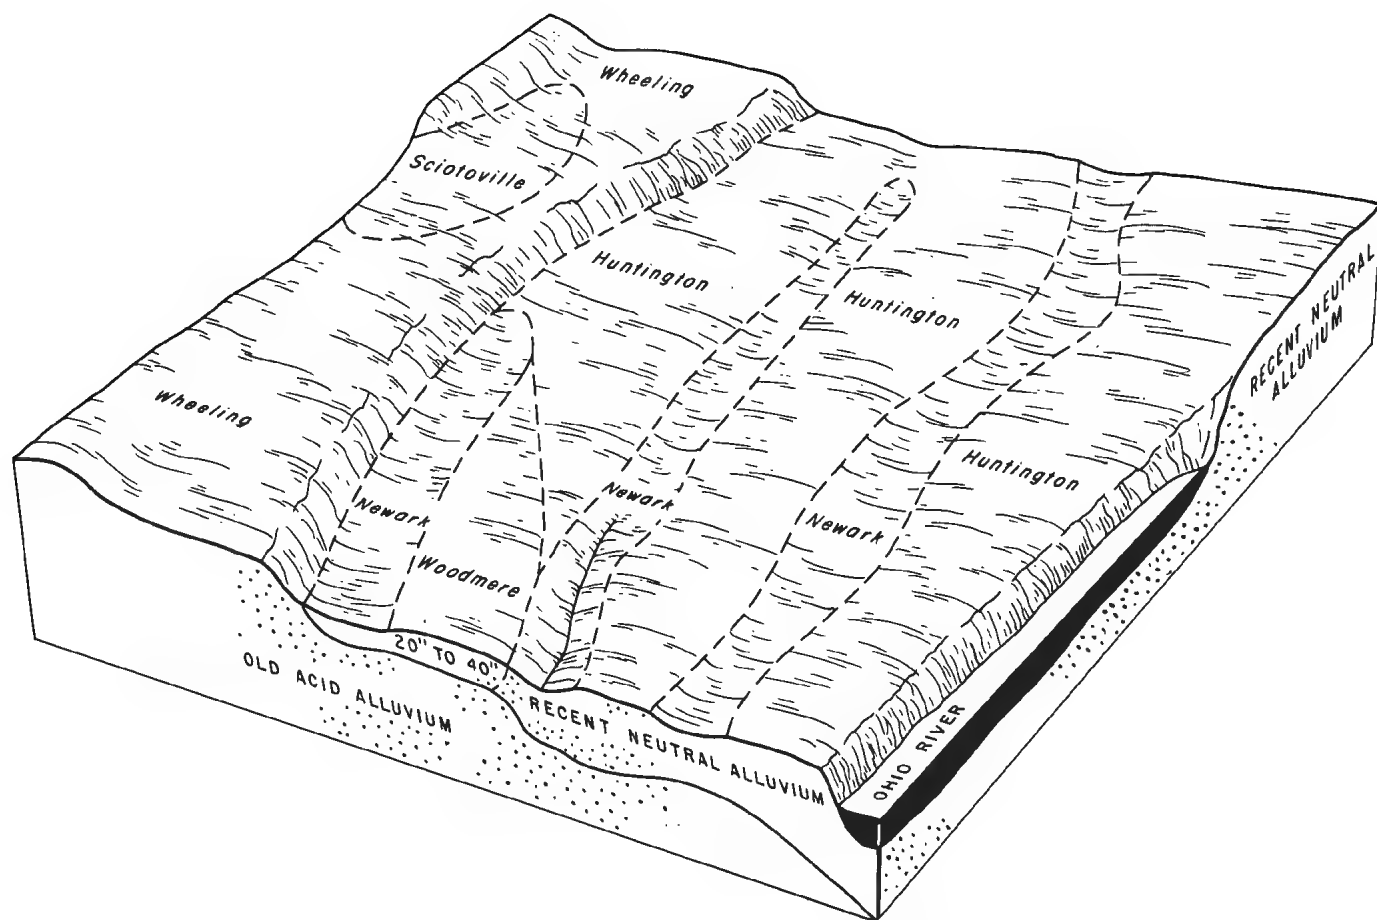 Wheeling
Sciotoville
Huntington
Huntington
Wheeling
Huntington
Newark
Newark
Newark
Woodmere
20" TO 40"
OLD ACID ALLUVIUM
RECENT NEUTRAL ALLUVIUM
OHIO RIVER
RECENT NEUTRAL
ALLUVIUM